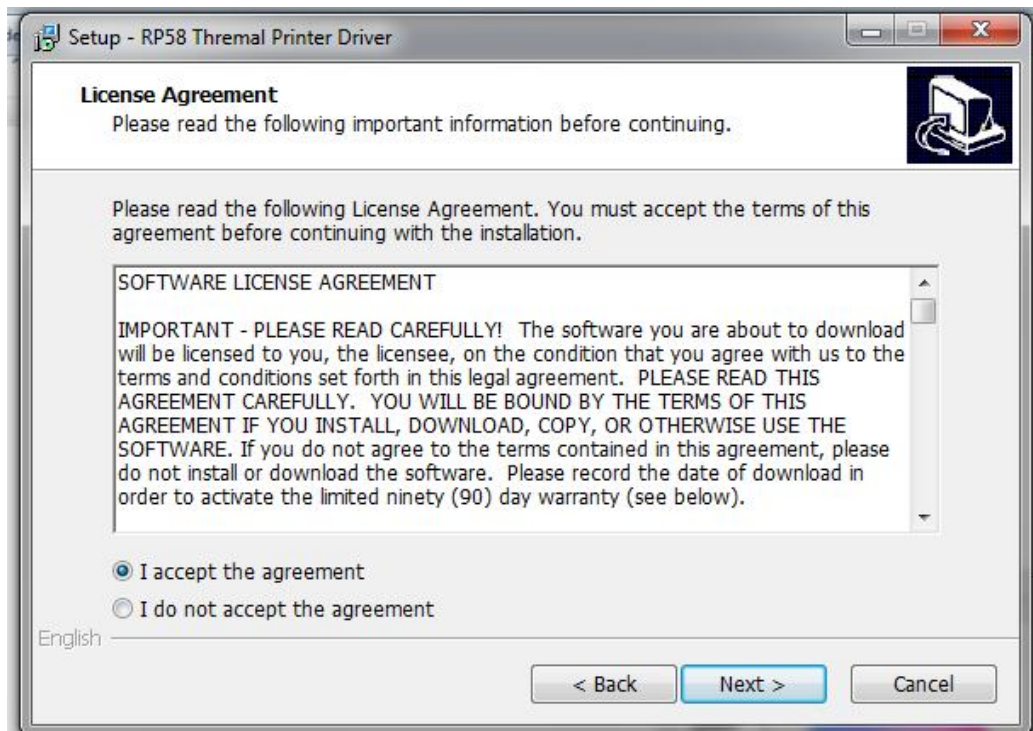 Setup - RP58 Thremal Printer Driver
License Agreement
Please read the following important information before continuing.
Please read the following License Agreement. You must accept the terms of this
agreement before continuing with the installation.
SOFTWARE LICENSE AGREEMENT
IMPORTANT - PLEASE READ CAREFULLY!  The software you are about to download
will be licensed to you, the licensee, on the condition that you agree with us to the
terms and conditions set forth in this legal agreement.  PLEASE READ THIS
AGREEMENT CAREFULLY.  YOU WILL BE BOUND BY THE TERMS OF THIS
AGREEMENT IF YOU INSTALL, DOWNLOAD, COPY, OR OTHERWISE USE THE
SOFTWARE. If you do not agree to the terms contained in this agreement, please
do not install or download the software.  Please record the date of download in
order to activate the limited ninety (90) day warranty (see below).
I accept the agreement
I do not accept the agreement
English
< Back
Next >
Cancel